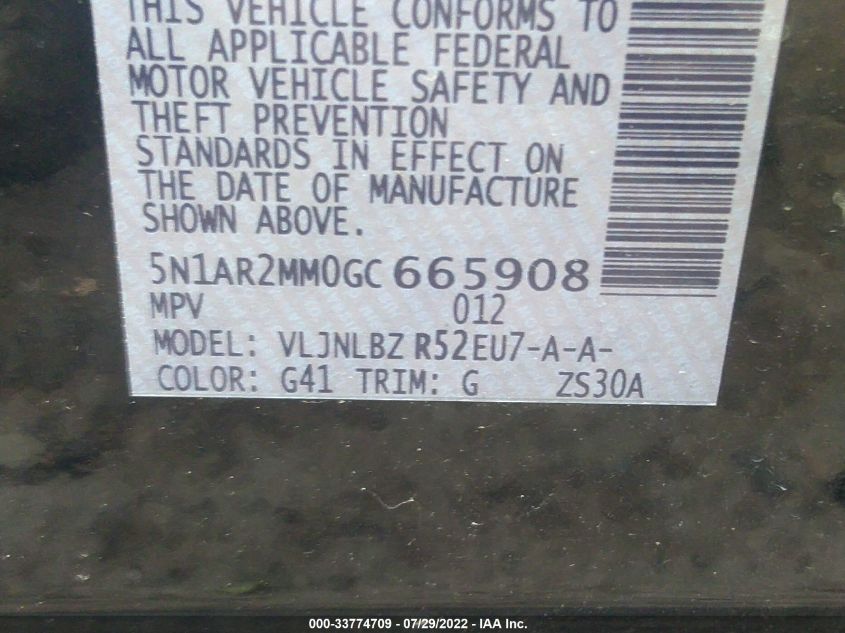 THIS VEHICLE CONFORMS TO
ALL APPLICABLE FEDERAL
MOTOR VEHICLE SAFETY AND
THEFT PREVENTION
STANDARDS IN EFFECT ON
THE DATE OF MANUFACTURE
SHOWN ABOVE.
5N1AR2MM0GC 665908
MPV 012
MODEL: VLJNLBZ R52EU7-A-A-
COLOR: G41 TRIM: G ZS30A
000-33774709 - 07/29/2022 - IAA Inc.